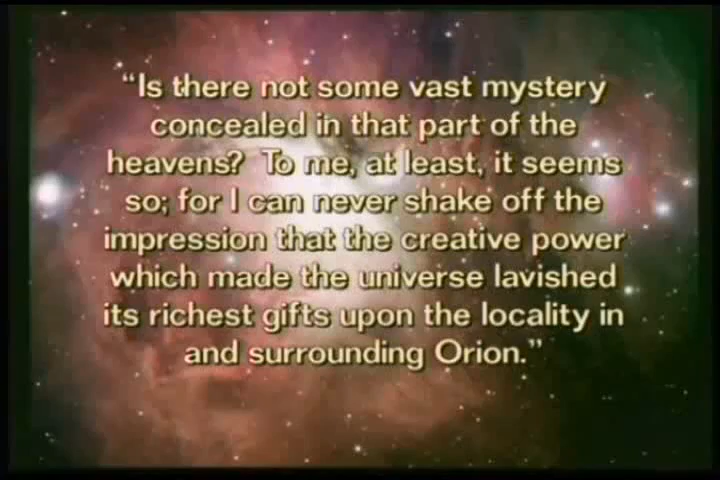 “Is there not some vast mystery
concealed in that part of the
heavens? To me, at least, it seems
so; for I can never shake off the
impression that the creative power
which made the universe lavished
its richest gifts upon the locality in
and surrounding Orion.”